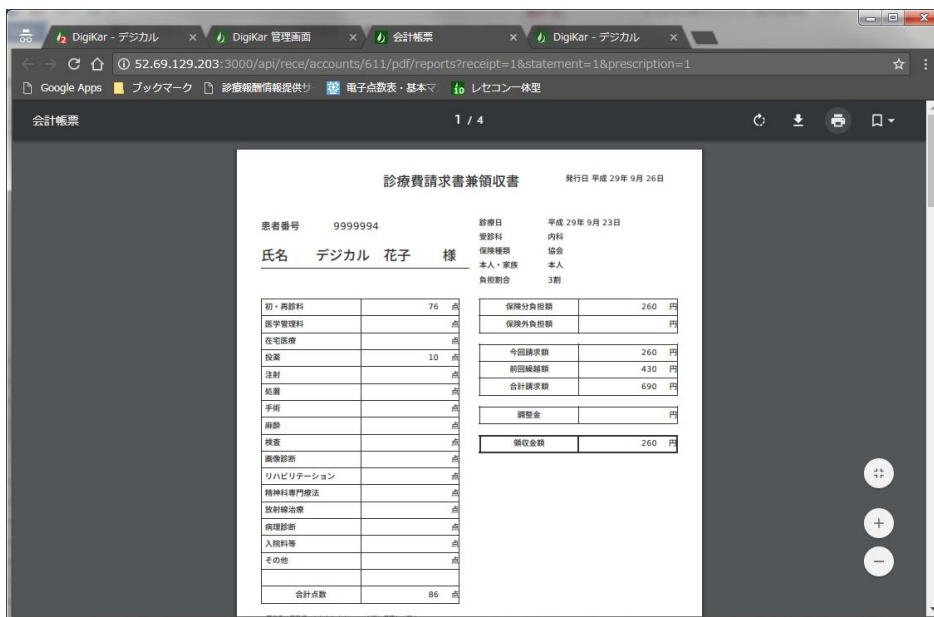 DigiKar - デジカル
DigiKar 管理画面
会計帳票
DigiKar - デジカル
52.69.129.203:3000/api/rece/accounts/611/pdf/reports?receipt=1&statement=1&prescription=1
Google Apps ブックマーク 診療報酬情報提供サ 電子点数表・基本マ レセコン一体型
会計帳票 1 / 4
診療費請求書兼領収書 発行日 平成 29年 9月 26日
患者番号 9999994
氏名 デジカル 花子 様
診療日 平成 29年 9月 23日
受診科 内科
保険種類 協会
本人・家族 本人
負担割合 3割
初・再診料 76 点
医学管理料 点
在宅医療 点
投薬 10 点
注射 点
処置 点
手術 点
麻酔 点
検査 点
画像診断 点
リハビリテーション 点
精神科専門療法 点
放射線治療 点
病理診断 点
入院料等 点
その他 点
合計点数 86 点
保険分負担額 260 円
保険外負担額 円
今回請求額 260 円
前回繰越額 430 円
合計請求額 690 円
調整金 円
領収金額 260 円